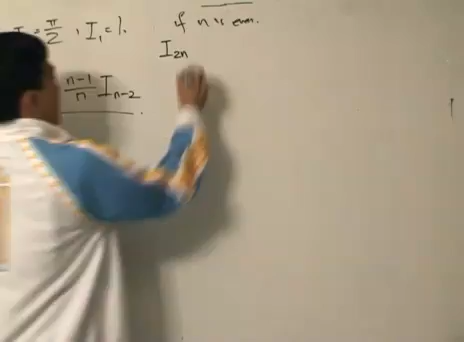 = π/2 , I₁ = 1.
if n is even.
I₂ₙ
n-1/n Iₙ₋₂